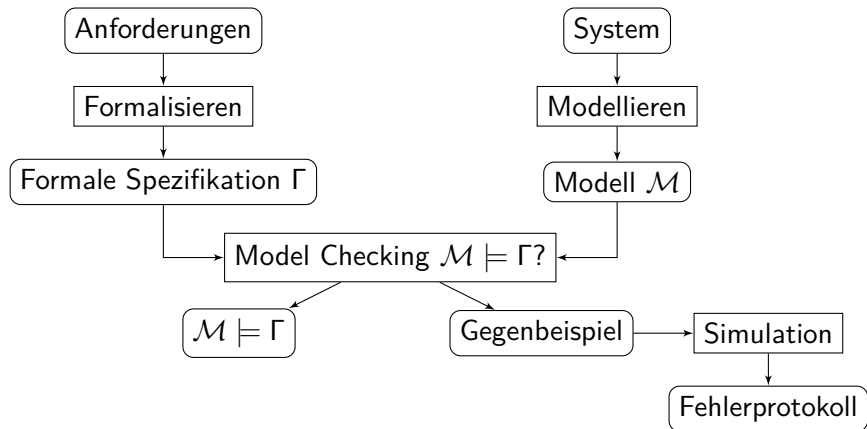 Anforderungen
System
Formalisieren
Modellieren
Formale Spezifikation Γ
Modell ℳ
Model Checking ℳ ⊨ Γ?
ℳ ⊨ Γ
Gegenbeispiel
Simulation
Fehlerprotokoll